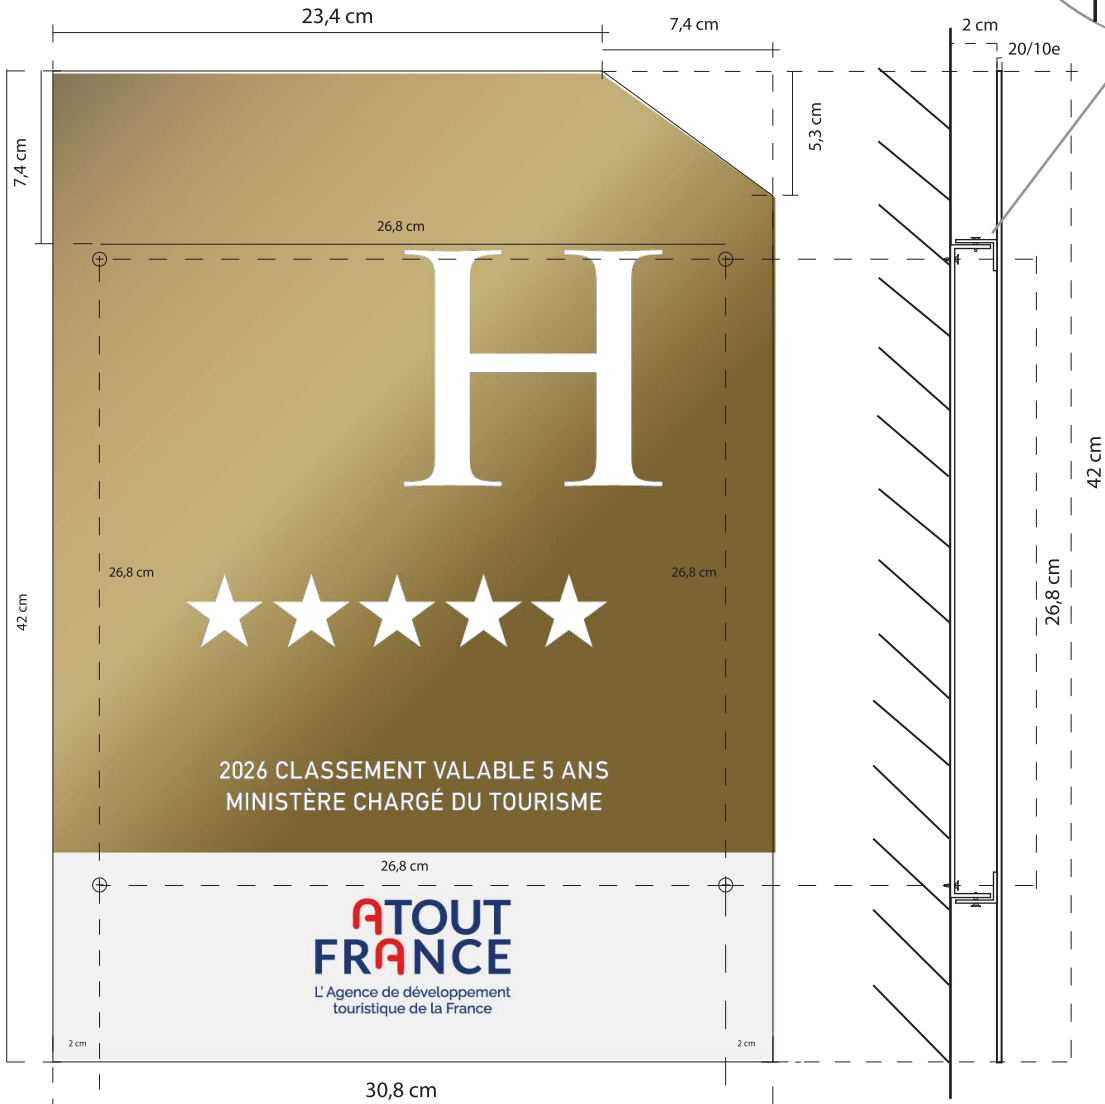 23,4 cm
7,4 cm
2 cm
20/10e
7,4 cm
5,3 cm
26,8 cm
H
42 cm
26,8 cm
26,8 cm
26,8 cm
42 cm
2026 CLASSEMENT VALABLE 5 ANS
MINISTÈRE CHARGÉ DU TOURISME
26,8 cm
ATOUT
FRANCE
L'Agence de développement
touristique de la France
2 cm
2 cm
30,8 cm